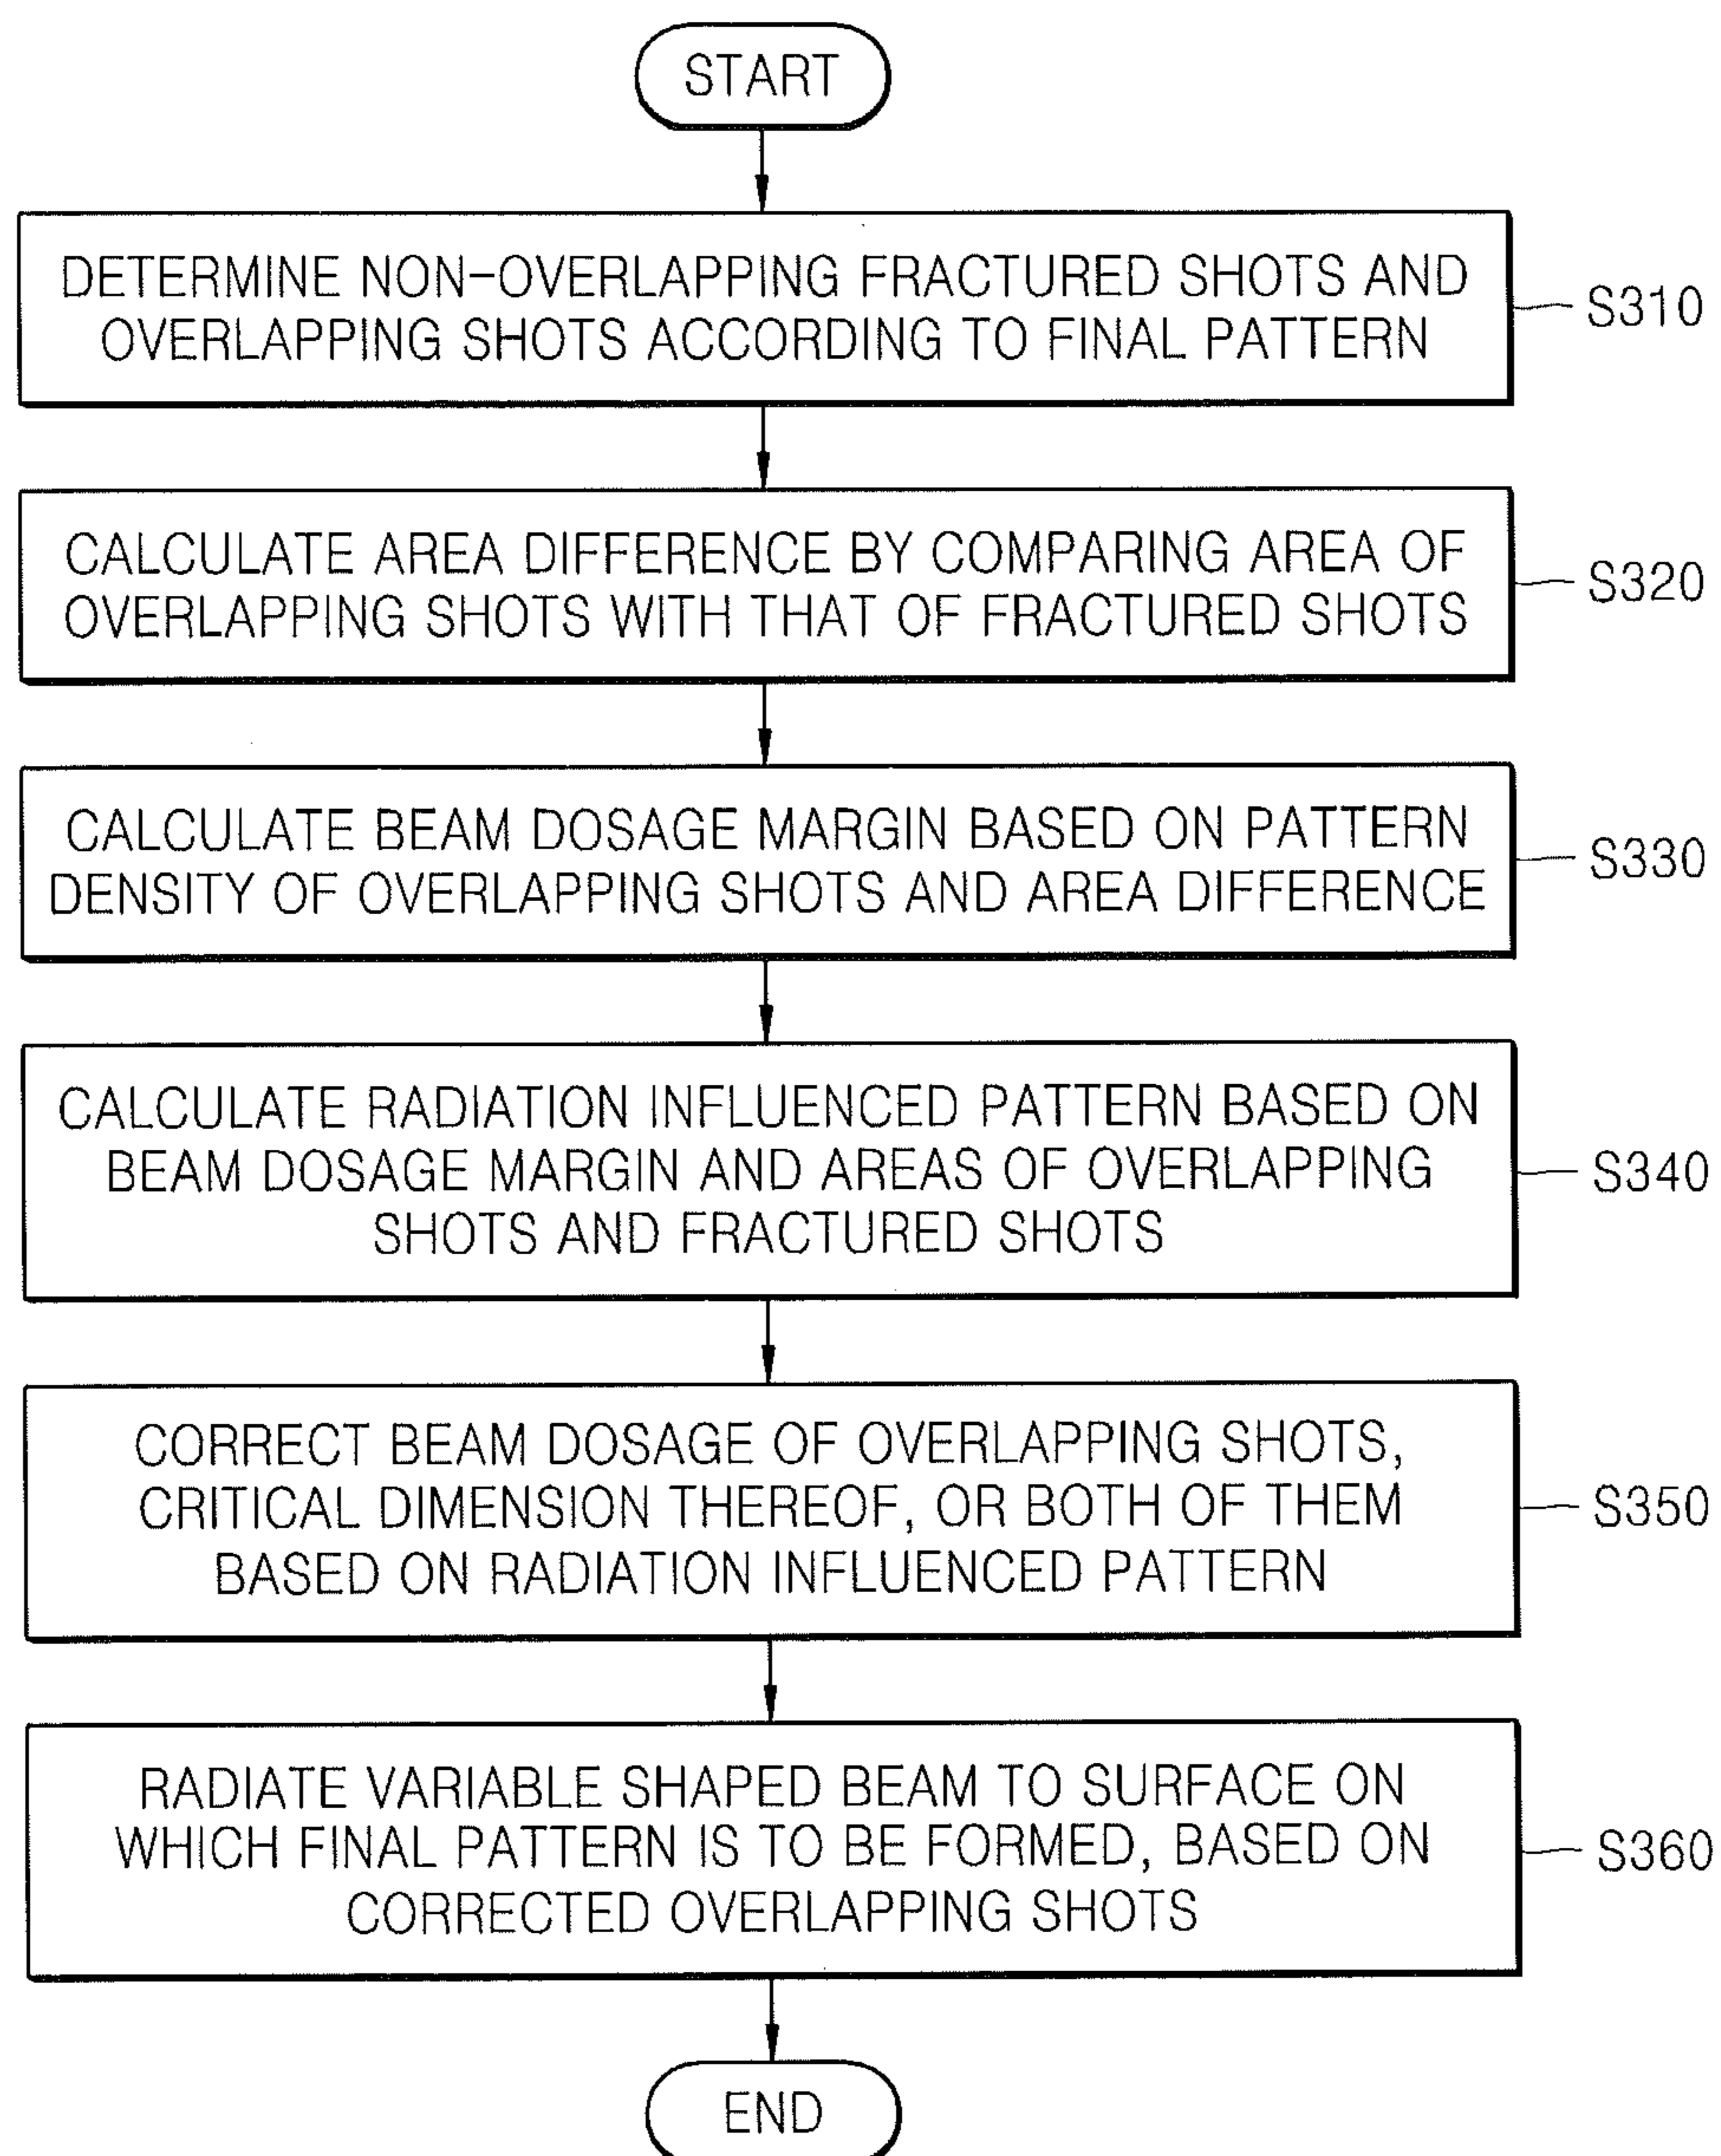 START
DETERMINE NON-OVERLAPPING FRACTURED SHOTS AND
OVERLAPPING SHOTS ACCORDING TO FINAL PATTERN
S310
CALCULATE AREA DIFFERENCE BY COMPARING AREA OF
OVERLAPPING SHOTS WITH THAT OF FRACTURED SHOTS
S320
CALCULATE BEAM DOSAGE MARGIN BASED ON PATTERN
DENSITY OF OVERLAPPING SHOTS AND AREA DIFFERENCE
S330
CALCULATE RADIATION INFLUENCED PATTERN BASED ON
BEAM DOSAGE MARGIN AND AREAS OF OVERLAPPING
SHOTS AND FRACTURED SHOTS
S340
CORRECT BEAM DOSAGE OF OVERLAPPING SHOTS,
CRITICAL DIMENSION THEREOF, OR BOTH OF THEM
BASED ON RADIATION INFLUENCED PATTERN
S350
RADIATE VARIABLE SHAPED BEAM TO SURFACE ON
WHICH FINAL PATTERN IS TO BE FORMED, BASED ON
CORRECTED OVERLAPPING SHOTS
S360
END